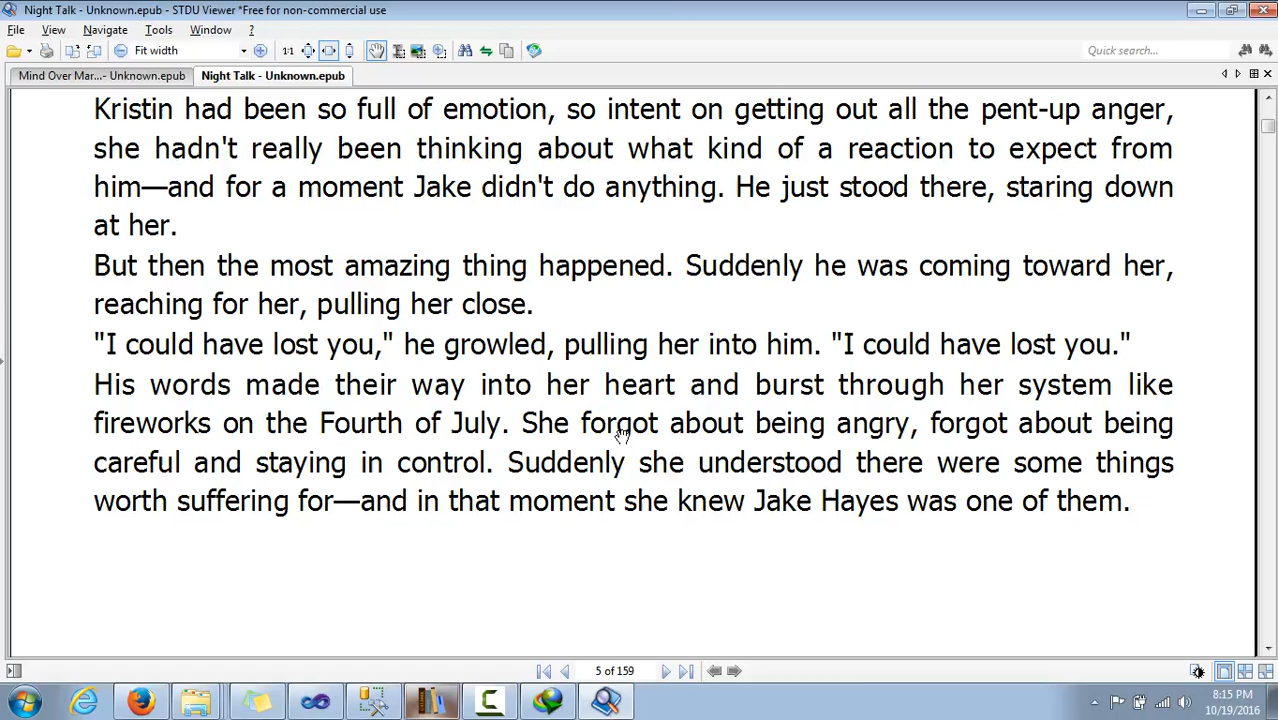 Night Talk - Unknown.epub - STDU Viewer *Free for non-commercial use
File View Navigate Tools Window ?
Fit width 1:1 Quick search...
Mind Over Mar...- Unknown.epub Night Talk - Unknown.epub
Kristin had been so full of emotion, so intent on getting out all the pent-up anger,
she hadn't really been thinking about what kind of a reaction to expect from
him—and for a moment Jake didn't do anything. He just stood there, staring down
at her.
But then the most amazing thing happened. Suddenly he was coming toward her,
reaching for her, pulling her close.
"I could have lost you," he growled, pulling her into him. "I could have lost you."
His words made their way into her heart and burst through her system like
fireworks on the Fourth of July. She forgot about being angry, forgot about being
careful and staying in control. Suddenly she understood there were some things
worth suffering for—and in that moment she knew Jake Hayes was one of them.
5 of 159
8:15 PM
10/19/2016